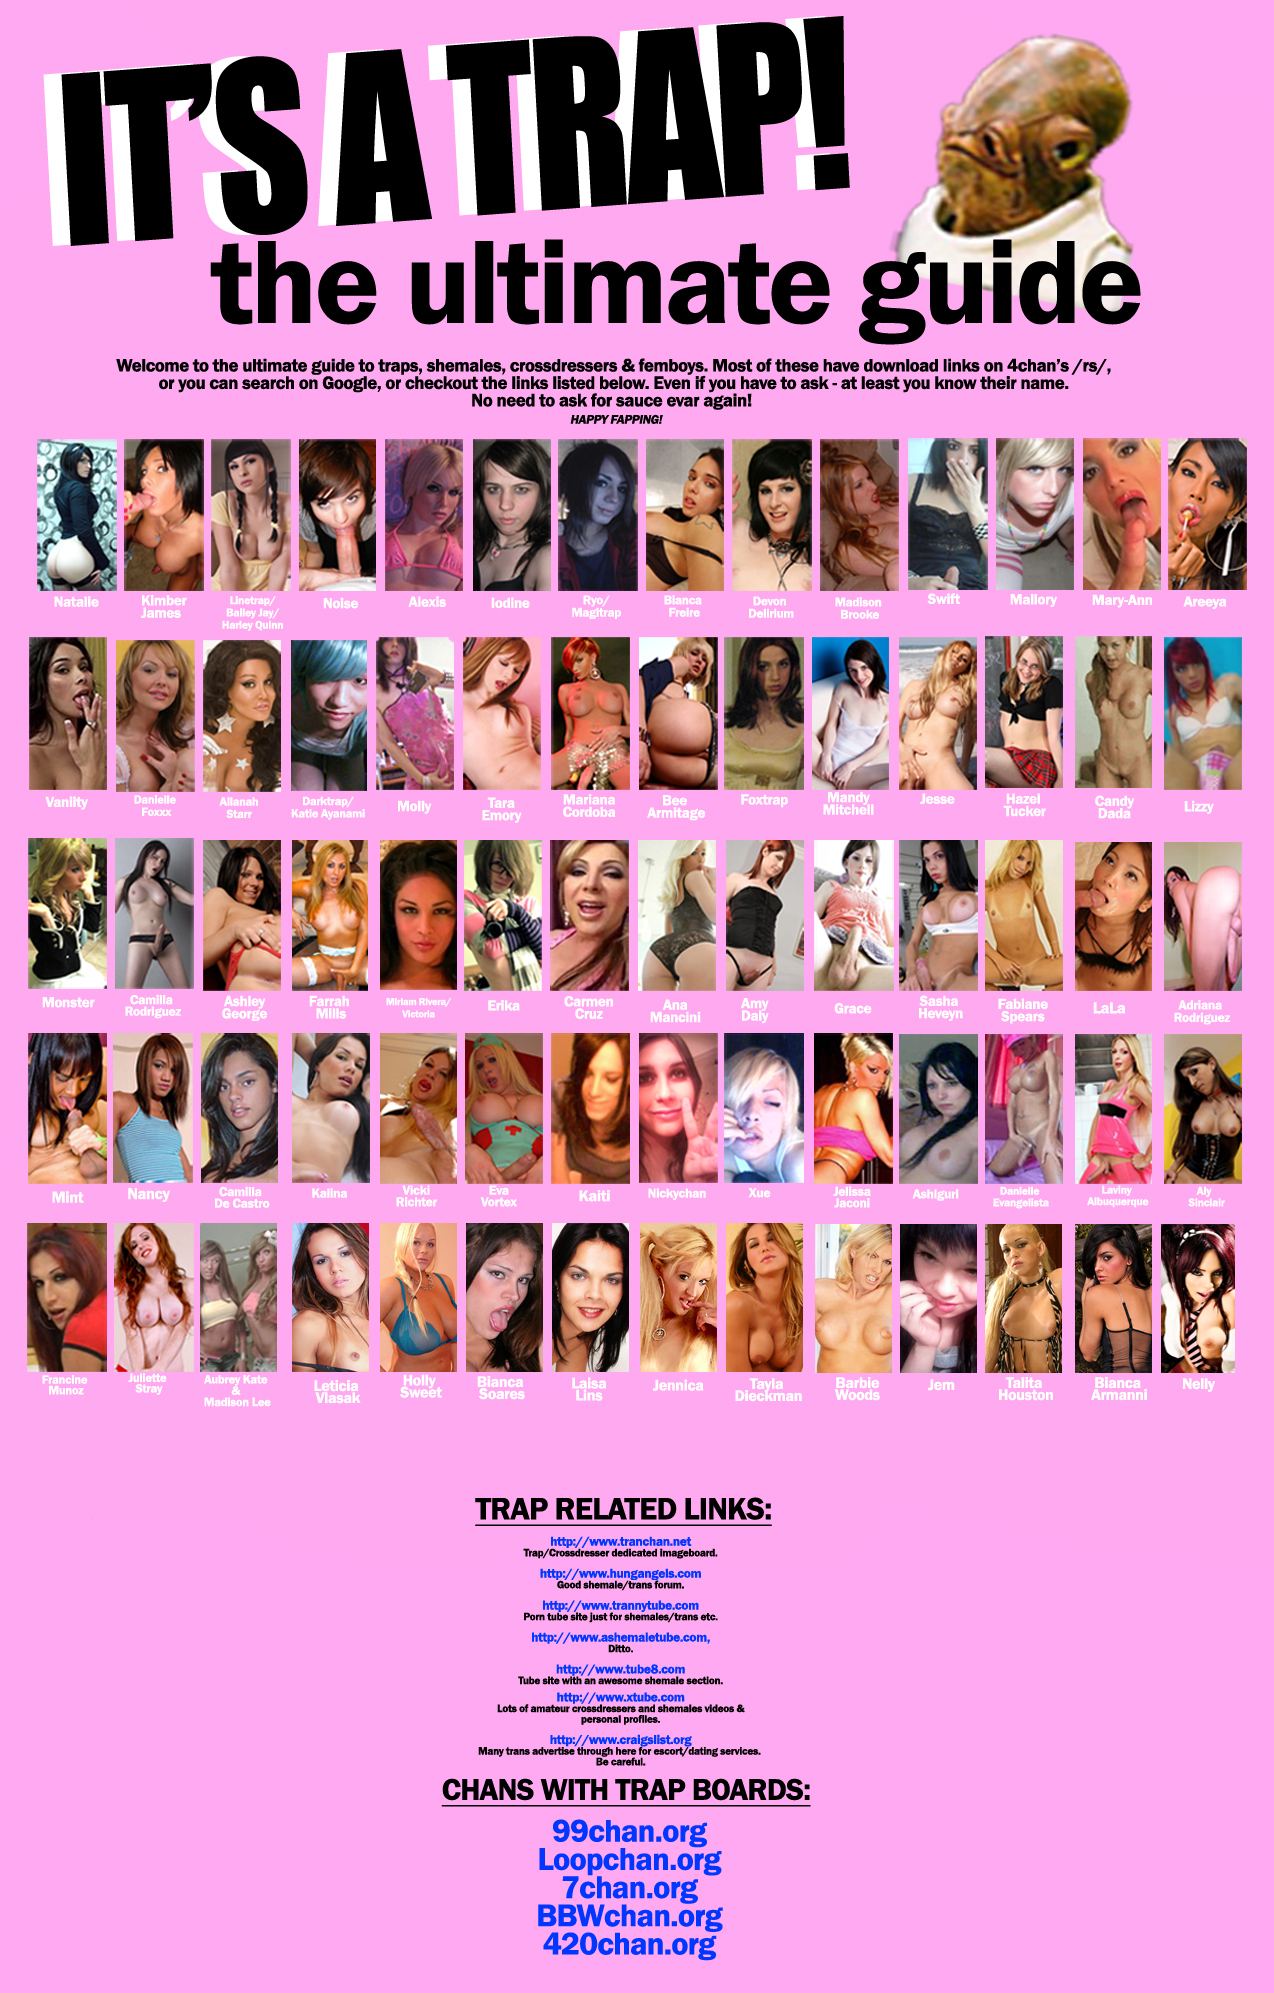 IT'S A TRAP!
the ultimate guide
Welcome to the ultimate guide to traps, shemales, crossdressers & femboys. Most of these have download links on 4chan's /rs/,
or you can search on Google, or checkout the links listed below. Even if you have to ask - at least you know their name.
No need to ask for sauce evar again!
HAPPY FAPPING!
Natalie
Kimber
James
Linetrap/
Bailey Jay/
Harley Quinn
Noise
Alexis
Iodine
Ryo/
Magitrap
Bianca
Freire
Devon
Delirium
Madison
Brooke
Swift
Mallory
Mary-Ann
Areeya
Vanity
Danielle
Foxxx
Allanah
Starr
Darktrap/
Katie Ayanami
Molly
Tara
Emory
Mariana
Cordoba
Bee
Armitage
Foxtrap
Mandy
Mitchell
Jesse
Hazel
Tucker
Candy
Dada
Lizzy
Monster
Camilla
Rodriguez
Ashley
George
Farrah
Mills
Miriam Rivera/
Victoria
Erika
Carmen
Cruz
Ana
Mancini
Amy
Daly
Grace
Sasha
Heveyn
Fabiane
Spears
LaLa
Adriana
Rodriguez
Mint
Nancy
Camilla
De Castro
Kalina
Vicki
Richter
Eva
Vortex
Kaiti
Nickychan
Xue
Jelissa
Jaconi
Ashiguri
Danielle
Evangelista
Laviny
Albuquerque
Aly
Sinclair
Francine
Munoz
Juliette
Stray
Aubrey Kate
&
Madison Lee
Leticia
Vlasak
Holly
Sweet
Bianca
Soares
Laisa
Lins
Jennica
Tayla
Dieckman
Barbie
Woods
Jem
Talita
Houston
Bianca
Armanni
Nelly
TRAP RELATED LINKS:
http://www.tranchan.net
Trap/Crossdresser dedicated imageboard.
http://www.hungangels.com
Good shemale/trans forum.
http://www.trannytube.com
Porn tube site just for shemales/trans etc.
http://www.ashemaletube.com,
Ditto.
http://www.tube8.com
Tube site with an awesome shemale section.
http://www.xtube.com
Lots of amateur crossdressers and shemales videos &
personal profiles.
http://www.craigslist.org
Many trans advertise through here for escort/dating services.
Be careful.
CHANS WITH TRAP BOARDS:
99chan.org
Loopchan.org
7chan.org
BBWchan.org
420chan.org